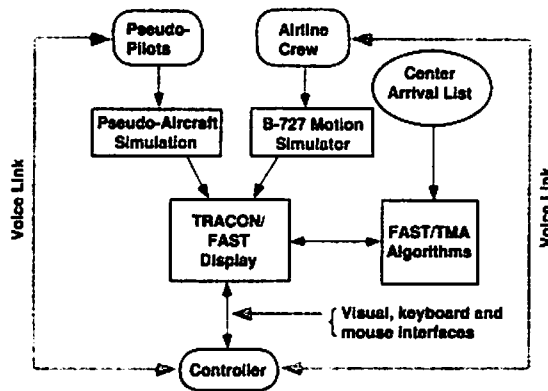 Pseudo-
Pilots
Airline
Crew
Center
Arrival List
Pseudo-Aircraft
Simulation
B-727 Motion
Simulator
Voice Link
Voice Link
TRACON/
FAST
Display
FAST/TMA
Algorithms
Visual, keyboard and
mouse interfaces
Controller